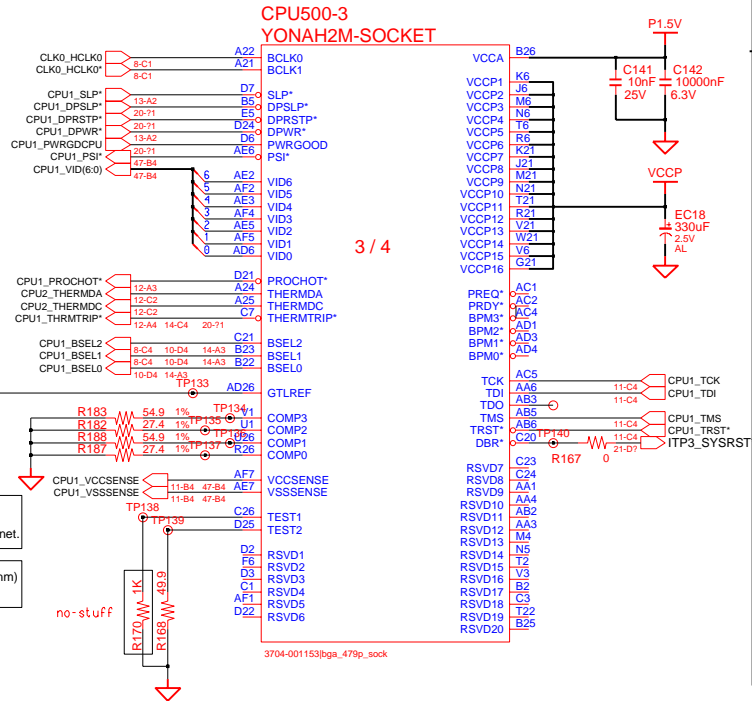 CPU500-3
YONAH2M-SOCKET
P1.5V
CLK0_HCLK0 8-C1 A22 BCLK0
CLK0_HCLK0* 8-C1 A21 BCLK1
VCCA B26
C141 10nF 25V
C142 10000nF 6.3V
CPU1_SLP* 13-A2 D7 SLP*
CPU1_DPSLP* 20-?1 B5 DPSLP*
CPU1_DPRSTP* 20-?1 E5 DPRSTP*
CPU1_DPWR* 13-A2 D24 DPWR*
CPU1_PWRGDCPU 20-?1 D6 PWRGOOD
CPU1_PSI* 47-B4 AE6 PSI*
CPU1_VID(6:0) 47-B4
6 AE2 VID6
5 AF2 VID5
4 AE3 VID4
3 AF4 VID3
2 AE5 VID2
1 AF5 VID1
0 AD6 VID0
VCCP1 K6
VCCP2 J6
VCCP3 M6
VCCP4 N6
VCCP5 T6
VCCP6 R6
VCCP7 K21
VCCP8 J21
VCCP9 M21
VCCP10 N21
VCCP11 T21
VCCP12 R21
VCCP13 V21
VCCP14 W21
VCCP15 V6
VCCP16 G21
VCCP
EC18
330uF
2.5V
AL
3 / 4
CPU1_PROCHOT* 12-A3 D21 PROCHOT*
CPU2_THERMDA 12-C2 A24 THERMDA
CPU2_THERMDC 12-C2 A25 THERMDC
CPU1_THRMTRIP* 12-A4 14-C4 20-?1 C7 THERMTRIP*
PREQ* AC1
PRDY* AC2
BPM3* AC4
BPM2* AD1
BPM1* AD3
BPM0* AD4
CPU1_BSEL2 8-C4 10-D4 14-A3 C21 BSEL2
CPU1_BSEL1 8-C4 10-D4 14-A3 B23 BSEL1
CPU1_BSEL0 10-D4 14-A3 B22 BSEL0
TP133 AD26 GTLREF
TCK AC5 CPU1_TCK
TDI AA6 11-C4 CPU1_TDI
TDO AB3 11-C4
TMS AB5 CPU1_TMS
TRST* AB6 11-C4 CPU1_TRST*
DBR* C20 TP140 11-C4 ITP3_SYSRST
R167 0 21-D?
R183 54.9 1% TP134 V1 COMP3
R182 27.4 1% TP135 U1 COMP2
R188 54.9 1% TP136 U26 COMP1
R187 27.4 1% TP137 R26 COMP0
CPU1_VCCSENSE 11-B4 47-B4 AF7 VCCSENSE
CPU1_VSSSENSE 11-B4 47-B4 AE7 VSSSENSE
TP138 C26 TEST1
TP139 D25 TEST2
RSVD7 C23
RSVD8 C24
RSVD9 AA1
RSVD10 AA4
RSVD11 AB2
RSVD12 AA3
RSVD13 M4
RSVD14 N5
RSVD15 T2
RSVD16 V3
RSVD17 B2
RSVD18 C3
RSVD19 T22
RSVD20 B25
net.
m)
D2 RSVD1
F6 RSVD2
D3 RSVD3
C1 RSVD4
AF1 RSVD5
D22 RSVD6
no-stuff
R170 1K
R168 49.9
3704-001153|bga_479p_sock